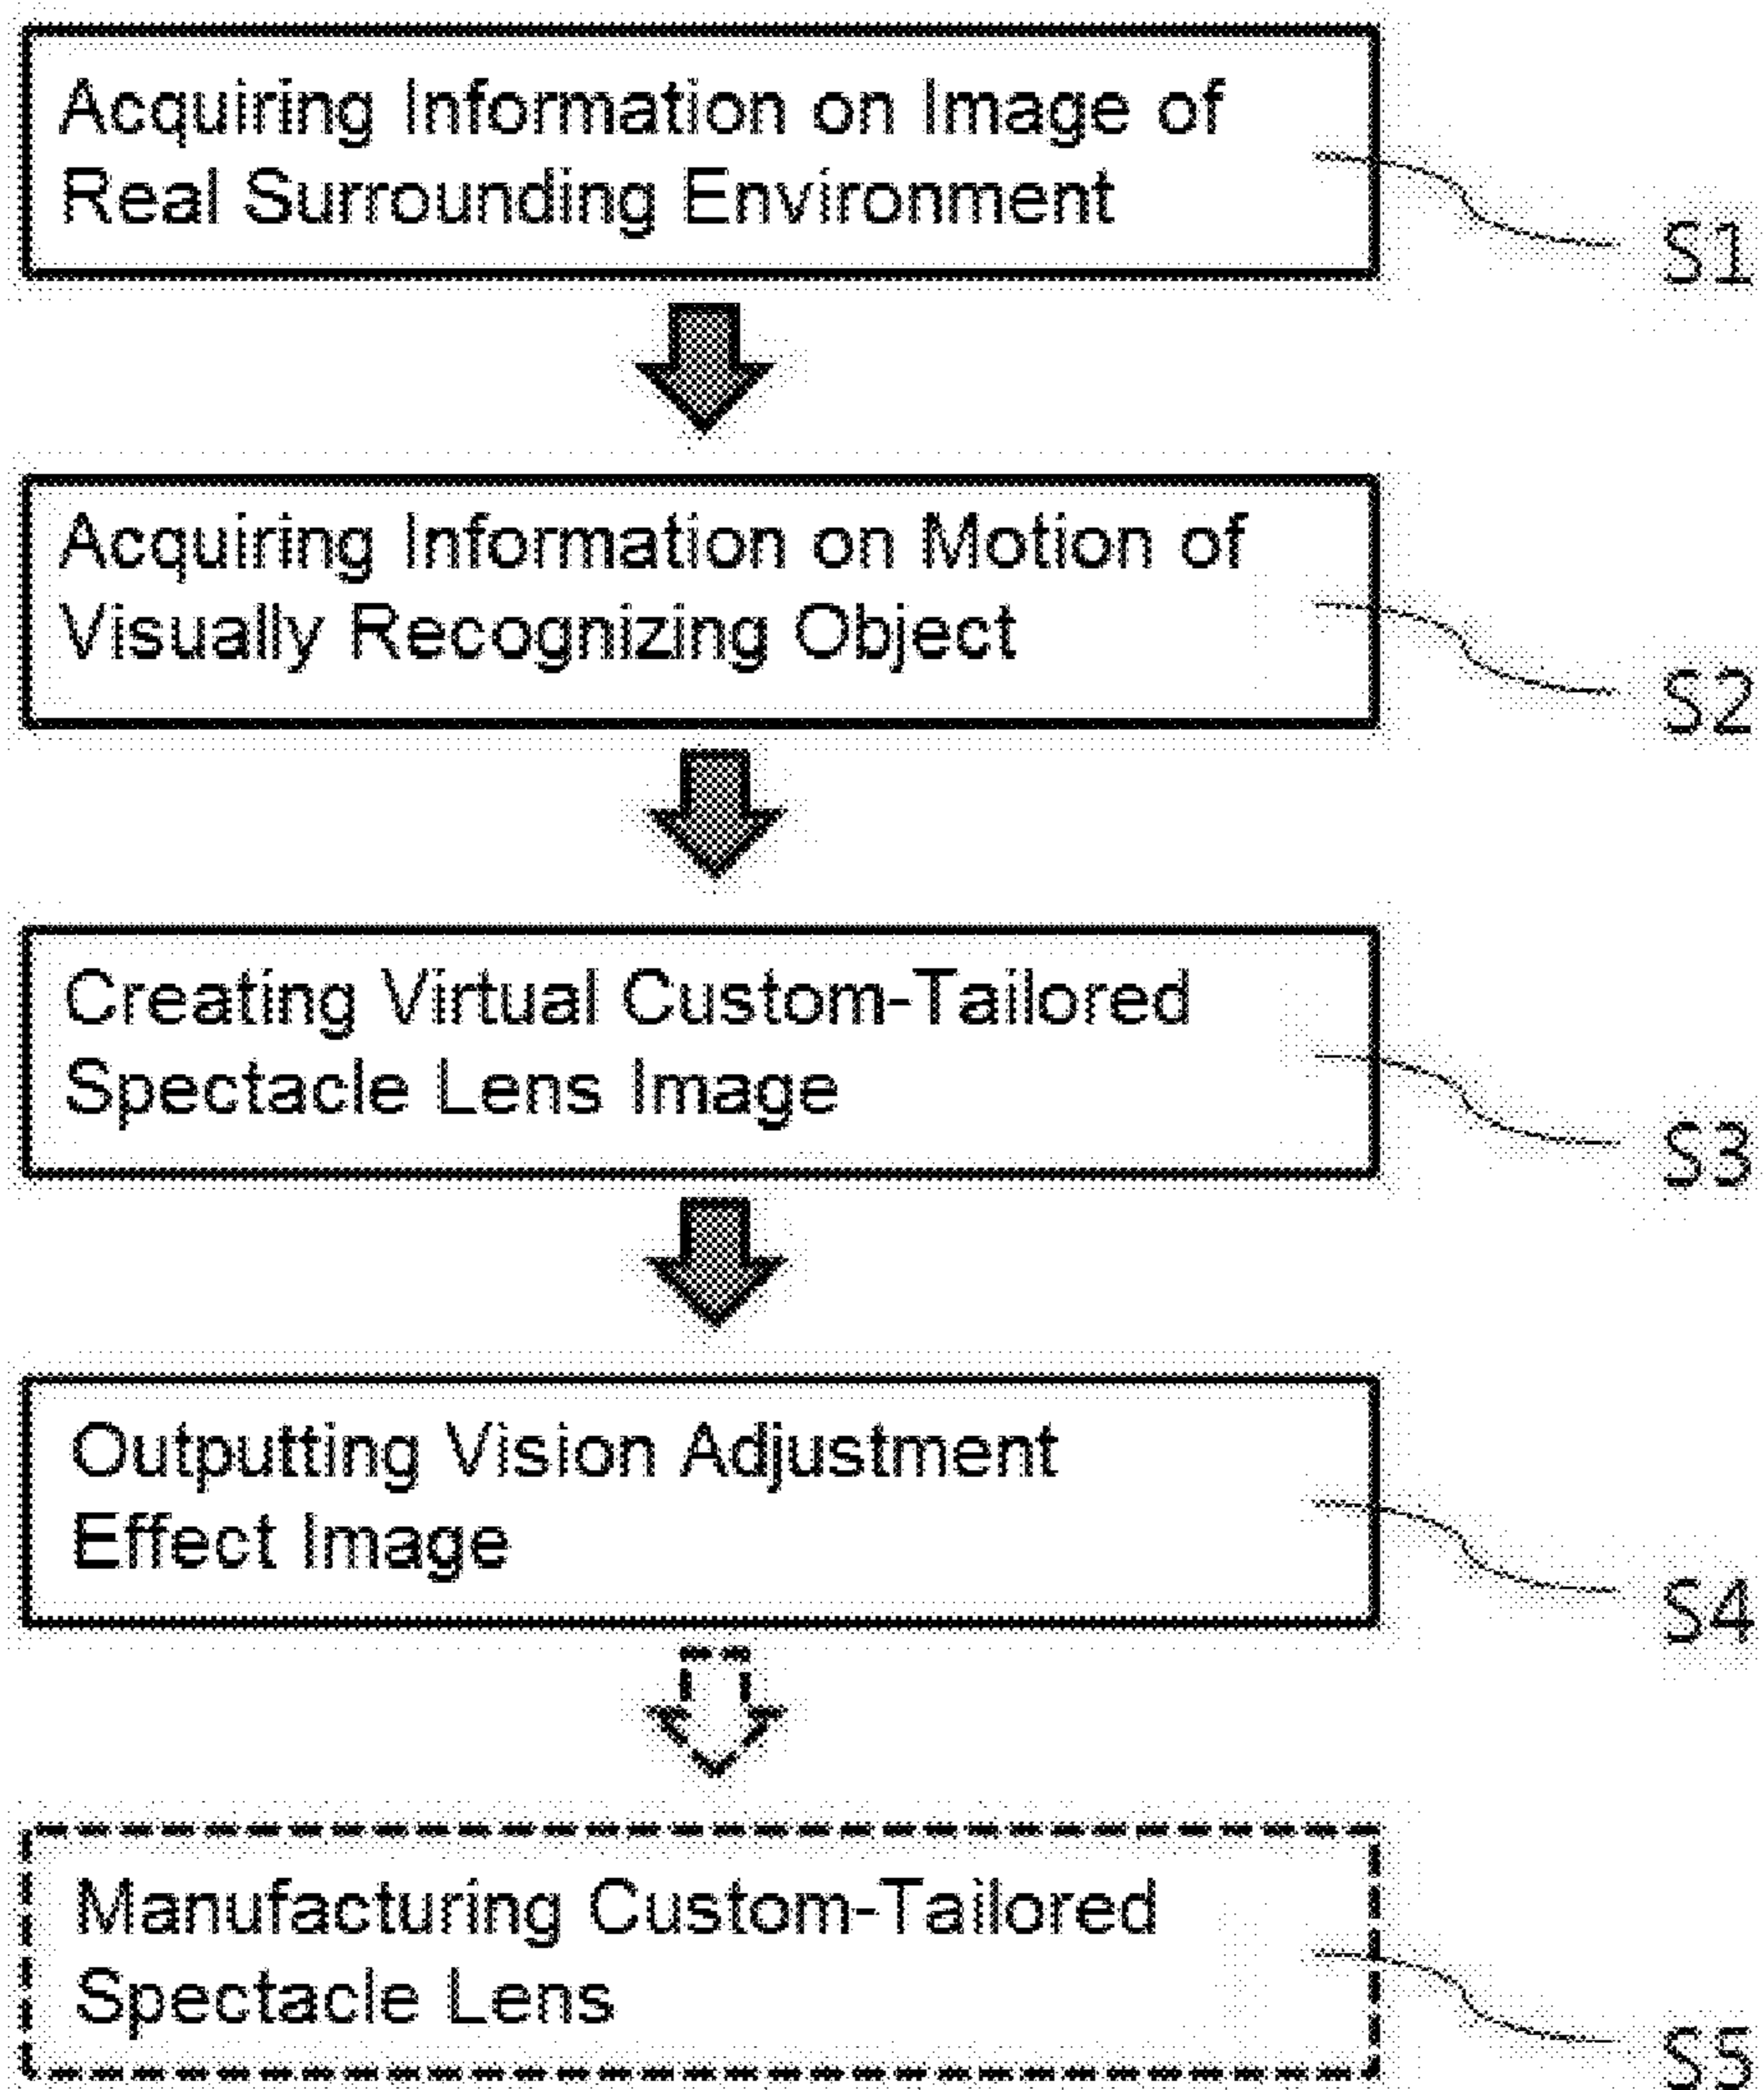 Acquiring Information on Image of
Real Surrounding Environment
S1
Acquiring Information on Motion of
Visually Recognizing Object
S2
Creating Virtual Custom-Tailored
Spectacle Lens Image
S3
Outputting Vision Adjustment
Effect Image
S4
Manufacturing Custom-Tailored
Spectacle Lens
S5